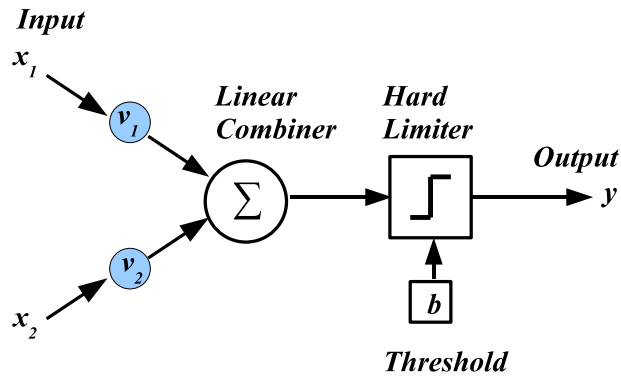 Input
x1
v1
Linear
Combiner
Hard
Limiter
Output
Σ
y
v2
b
x2
Threshold